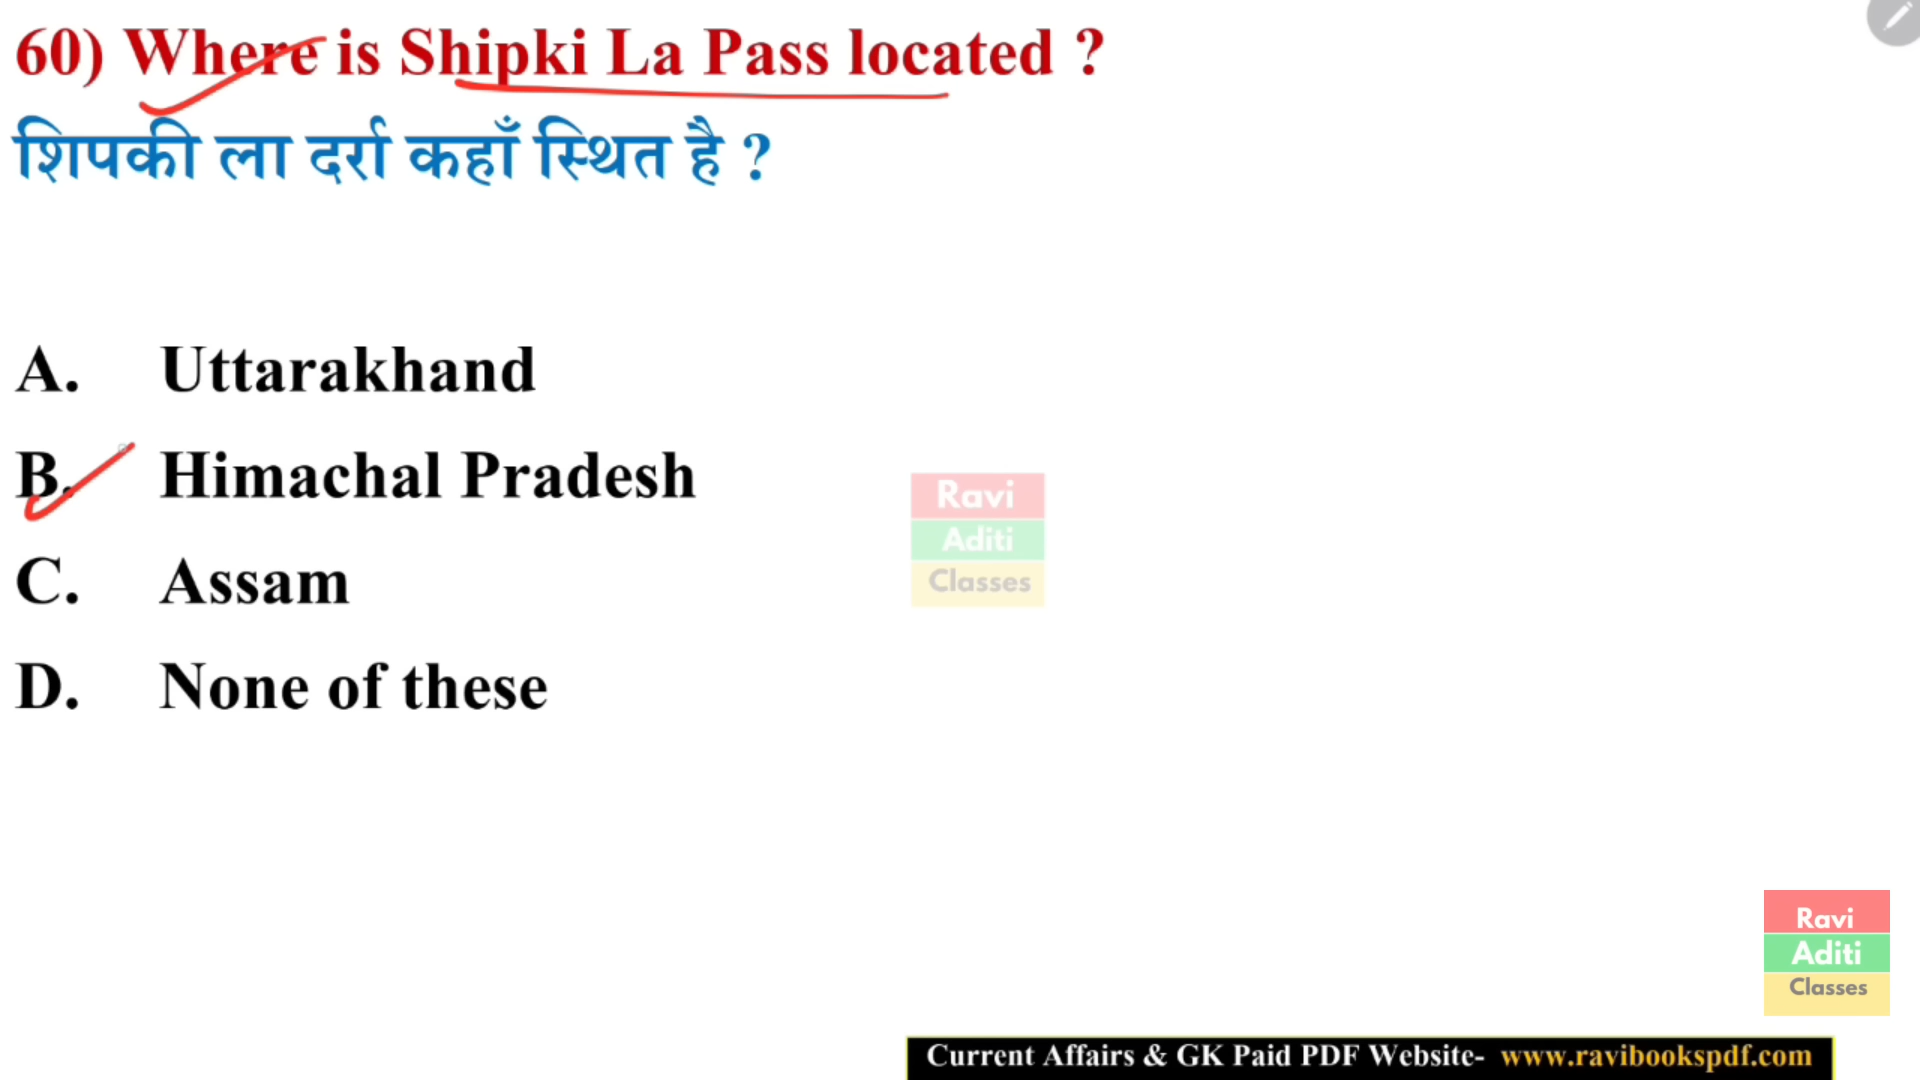 60) Where is Shipki La Pass located ?
शिपकी ला दर्रा कहाँ स्थित है ?
A. Uttarakhand
B. Himachal Pradesh
C. Assam
D. None of these
Ravi
Aditi
Classes
Ravi
Aditi
Classes
Current Affairs & GK Paid PDF Website- www.ravibookspdf.com